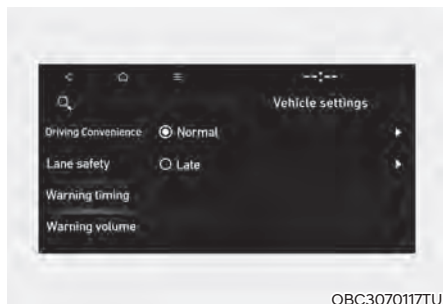 --:--
Vehicle settings
Driving Convenience Normal
Lane safety Late
Warning timing
Warning volume
OBC3070117TU